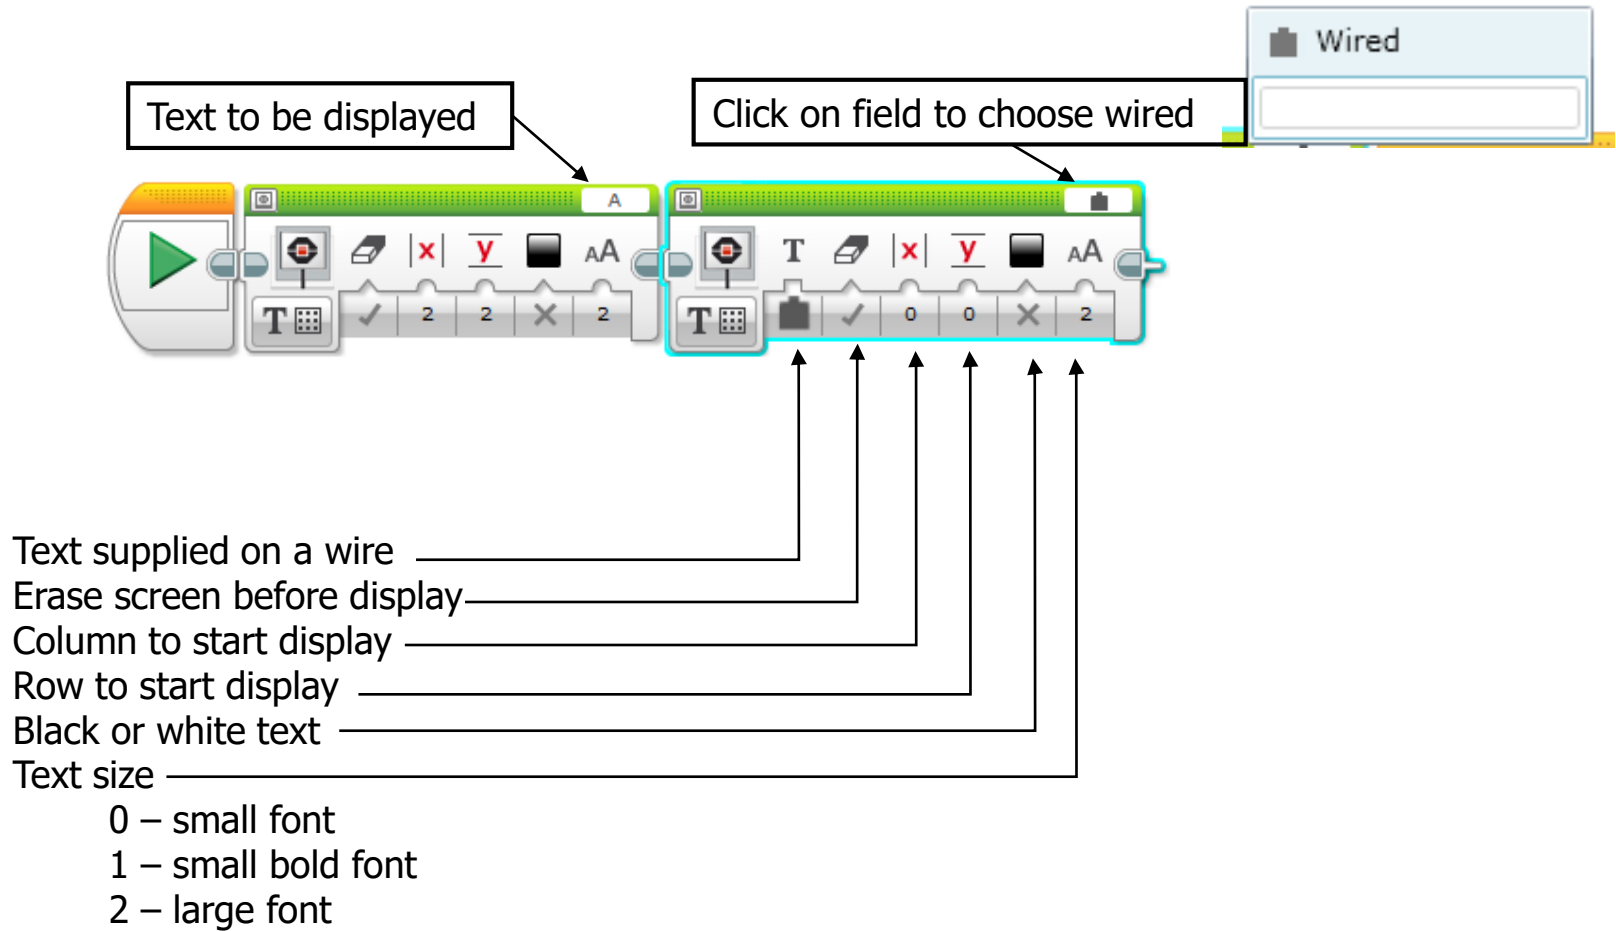 Wired
Text to be displayed
Click on field to choose wired
A
x y AA
T x y AA
T 2 2 2
T 0 0 2
Text supplied on a wire
Erase screen before display
Column to start display
Row to start display
Black or white text
Text size
0 – small font
1 – small bold font
2 – large font